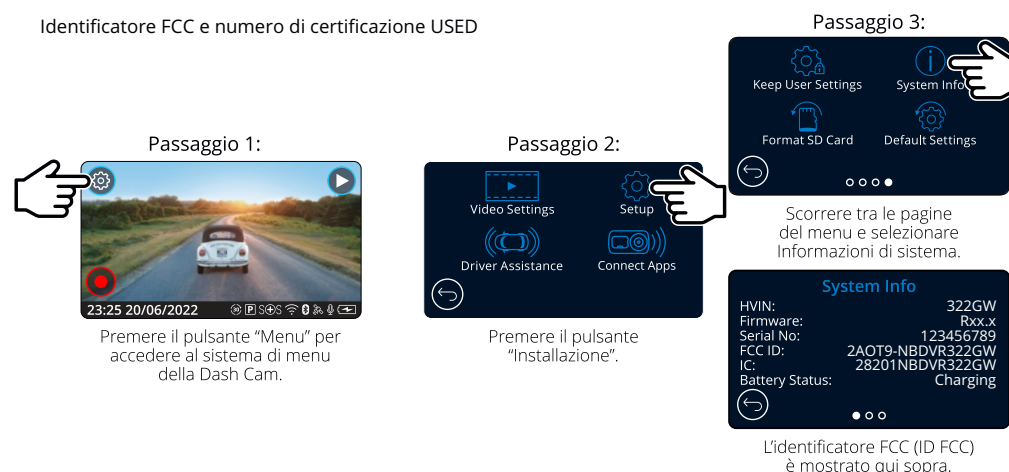 Identificatore FCC e numero di certificazione USED
Passaggio 1:
23:25 20/06/2022
P S S
Premere il pulsante “Menu” per
accedere al sistema di menu
della Dash Cam.
Passaggio 2:
Video Settings
Setup
Driver Assistance
Connect Apps
Premere il pulsante
“Installazione”.
Passaggio 3:
Keep User Settings
System Info
Format SD Card
Default Settings
Scorrere tra le pagine
del menu e selezionare
Informazioni di sistema.
System Info
HVIN: 322GW
Firmware: Rxx.x
Serial No: 123456789
FCC ID: 2AOT9-NBDVR322GW
IC: 28201NBDVR322GW
Battery Status: Charging
L’identificatore FCC (ID FCC)
è mostrato qui sopra.